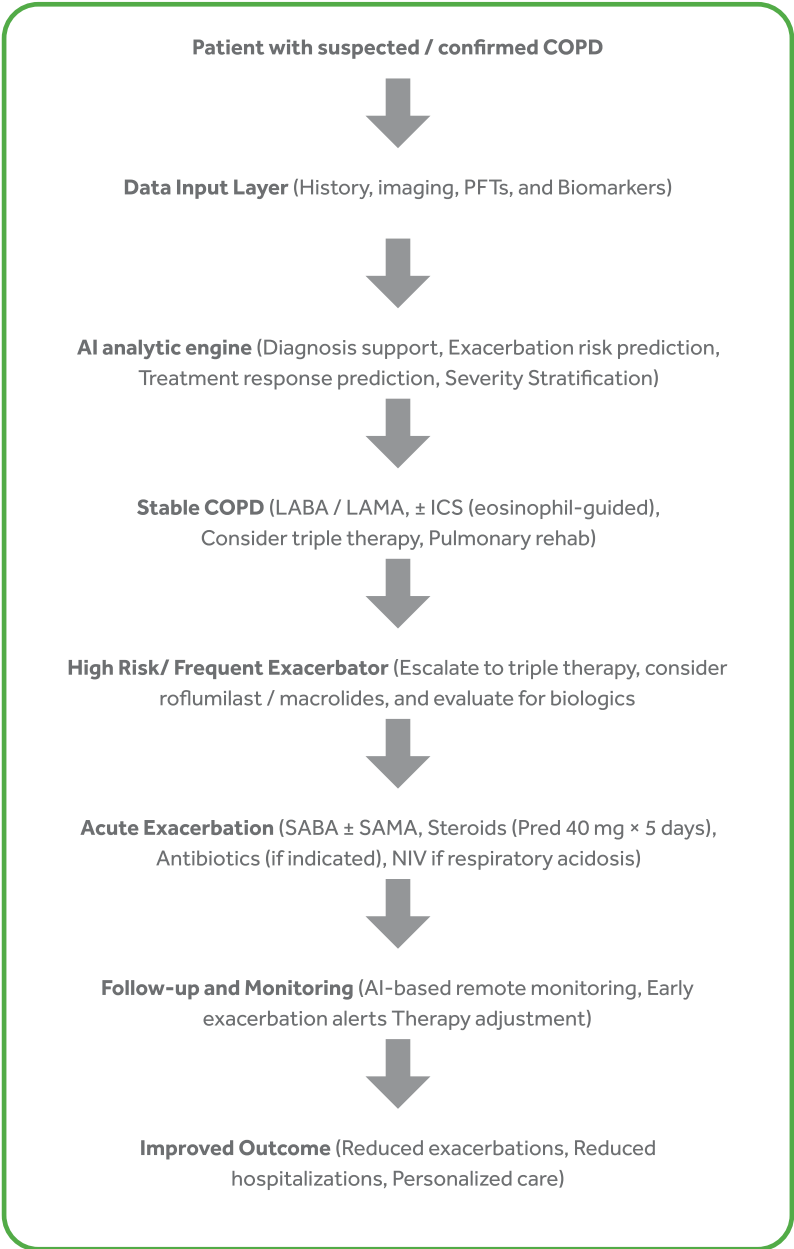 Patient with suspected / confirmed COPD
Data Input Layer (History, imaging, PFTs, and Biomarkers)
AI analytic engine (Diagnosis support, Exacerbation risk prediction,
Treatment response prediction, Severity Stratification)
Stable COPD (LABA / LAMA, ± ICS (eosinophil-guided),
Consider triple therapy, Pulmonary rehab)
High Risk/ Frequent Exacerbator (Escalate to triple therapy, consider
roflumilast / macrolides, and evaluate for biologics
Acute Exacerbation (SABA ± SAMA, Steroids (Pred 40 mg × 5 days),
Antibiotics (if indicated), NIV if respiratory acidosis)
Follow-up and Monitoring (AI-based remote monitoring, Early
exacerbation alerts Therapy adjustment)
Improved Outcome (Reduced exacerbations, Reduced
hospitalizations, Personalized care)